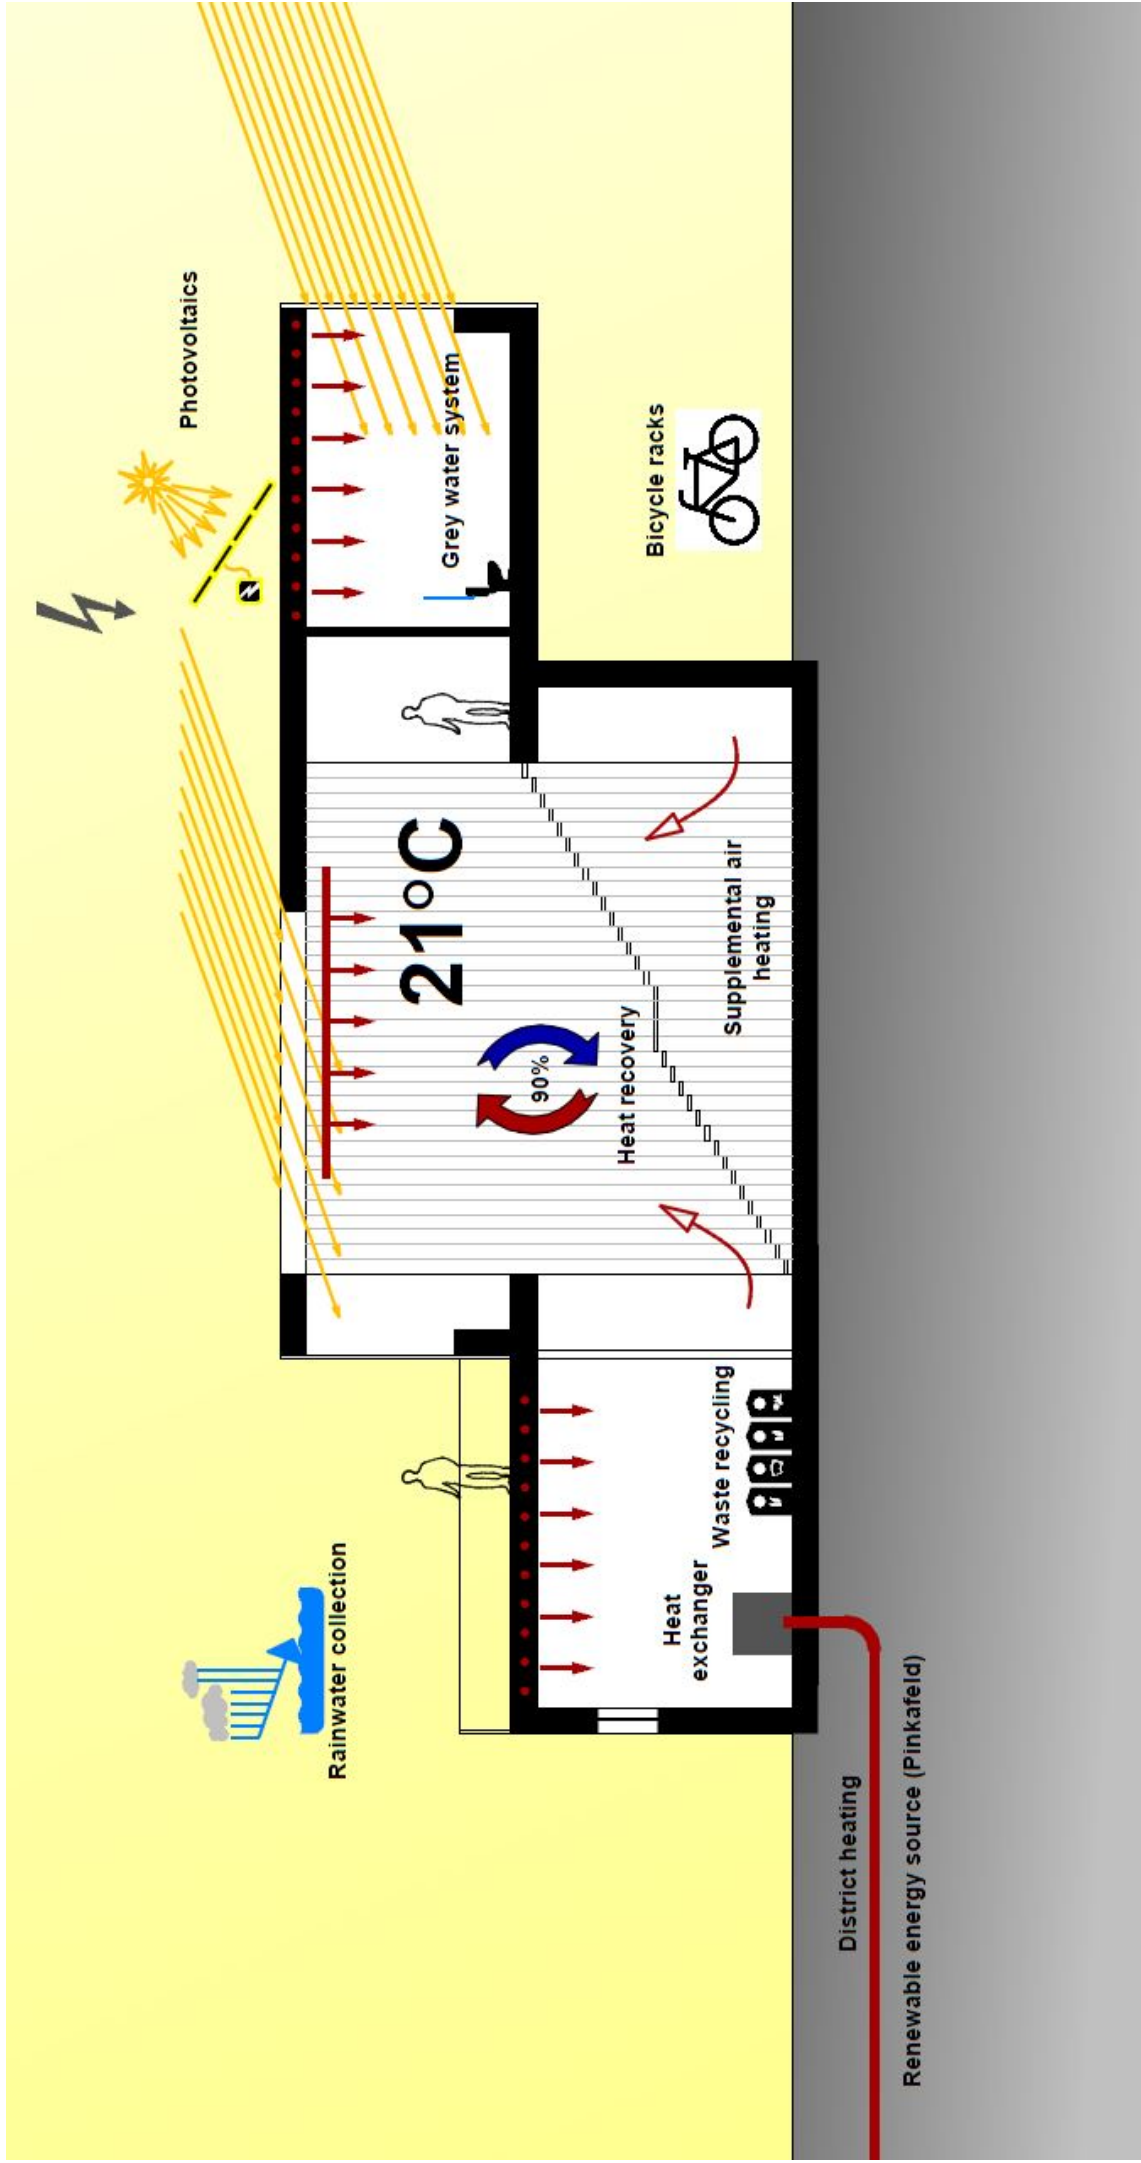 Photovoltaics
Rainwater collection
Grey water system
21°C
90%
Heat recovery
Bicycle racks
Supplemental air
heating
Waste recycling
Heat
exchanger
District heating
Renewable energy source (Pinkafeld)